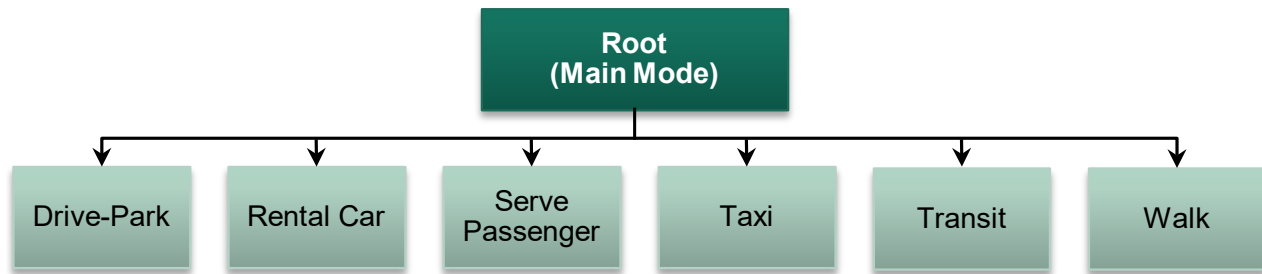 Root
(Main Mode)
Drive-Park
Rental Car
Serve
Passenger
Taxi
Transit
Walk